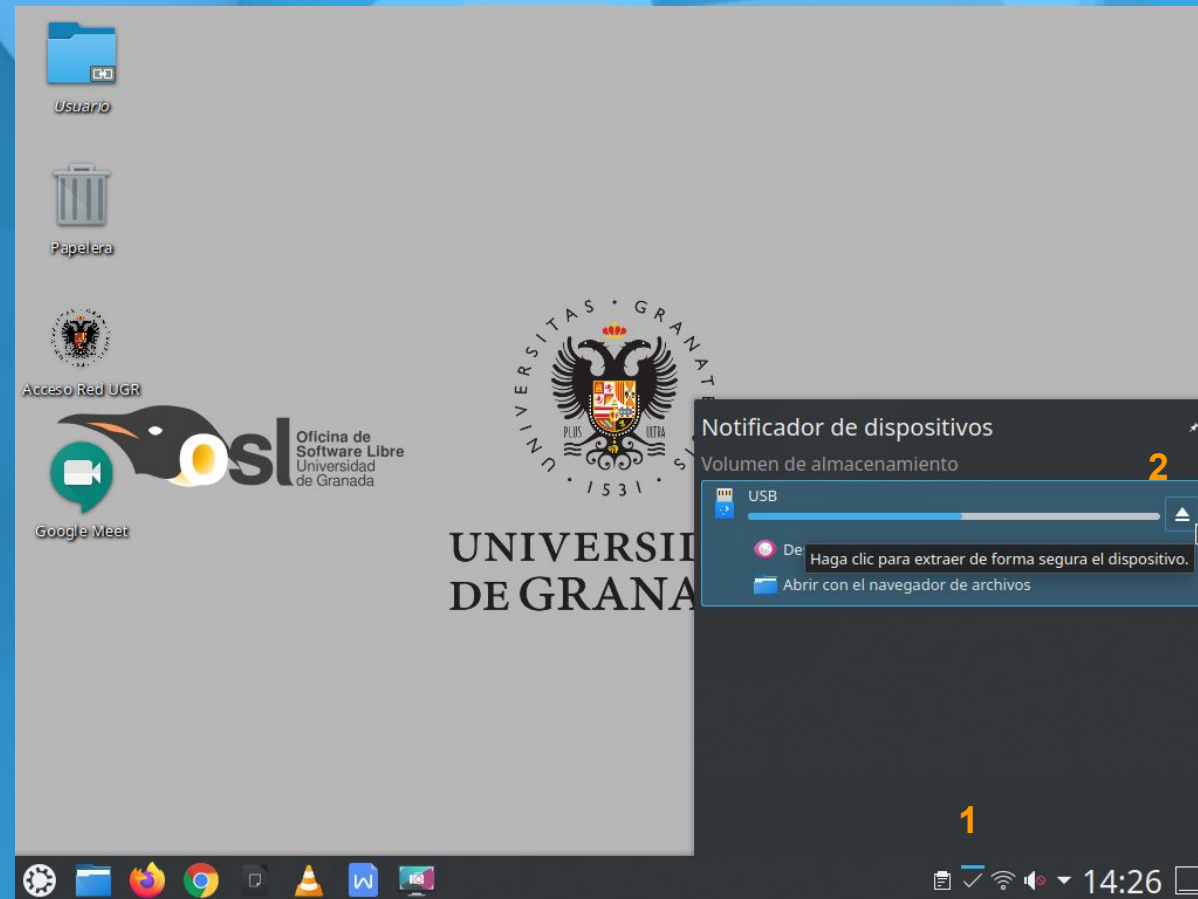 Usuario
Papelera
Acceso Red UGR
Google Meet
osl
Oficina de
Software Libre
Universidad
de Granada
UNIVERSITAS · GRANATE
PLUS ULTRA
· 1531 ·
UNIVERSI
DE GRANA
Notificador de dispositivos
Volumen de almacenamiento
2
USB
De
Haga clic para extraer de forma segura el dispositivo.
Abrir con el navegador de archivos
1
14:26